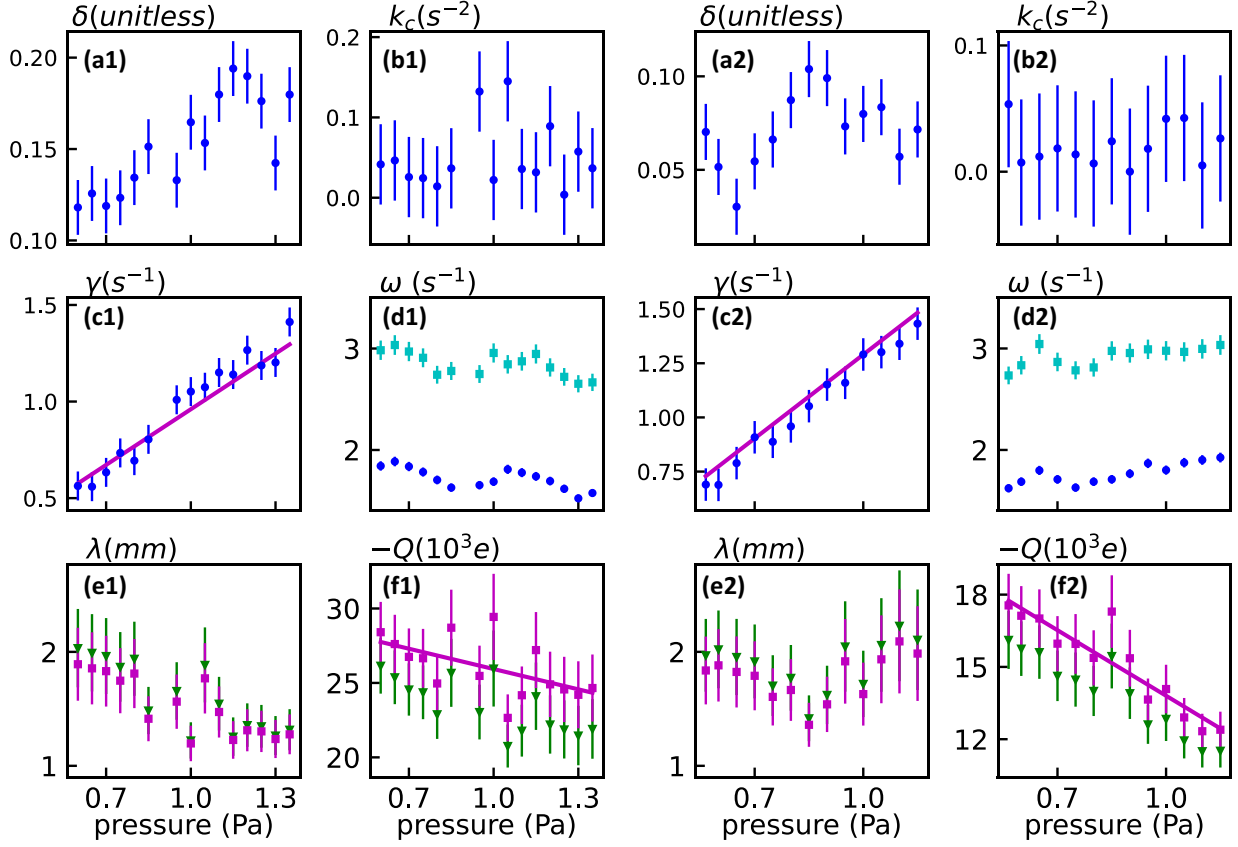 δ(unitless) k_c(s⁻²) δ(unitless) k_c(s⁻²)
(a1) (b1) (a2) (b2)
0.20 0.15 0.10
0.2 0.1 0.0
0.10 0.05
0.1 0.0
γ(s⁻¹) ω (s⁻¹) γ(s⁻¹) ω (s⁻¹)
(c1) (d1) (c2) (d2)
1.5 1.0 0.5
3 2
1.50 1.25 1.00 0.75
3 2
λ(mm) −Q(10³e) λ(mm) −Q(10³e)
(e1) (f1) (e2) (f2)
2 1
30 25 20
2 1
18 15 12
0.7 1.0 1.3 0.7 1.0 1.3 0.7 1.0 0.7 1.0
pressure (Pa) pressure (Pa) pressure (Pa) pressure (Pa)